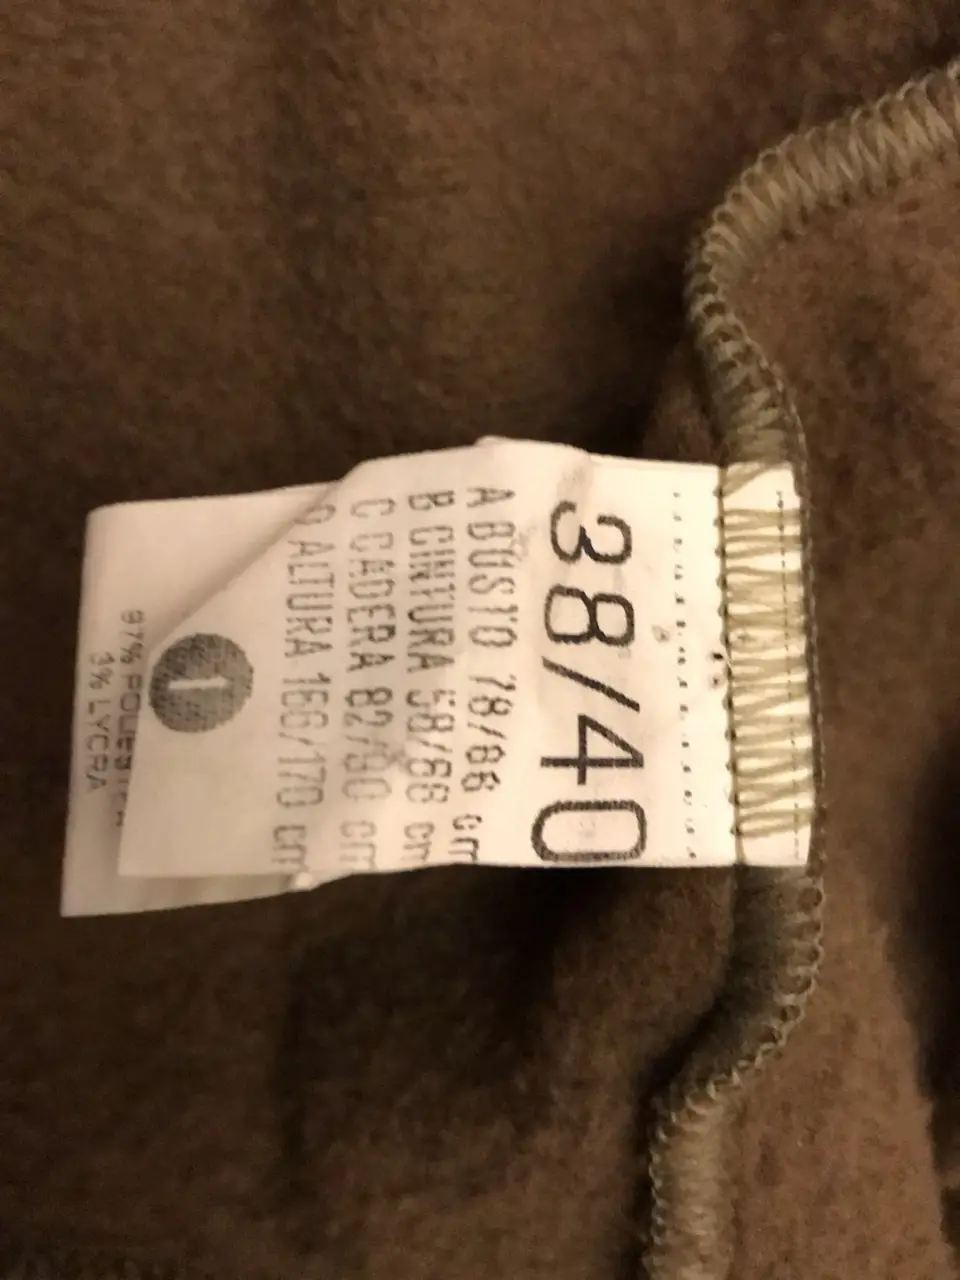 38/40
A BUSTO 78/86 cm
B CINTURA 58/66 cm
C CADERA 82/90 cm
D ALTURA 166/170 cm
1
97% POLIESTER
3% LYCRA